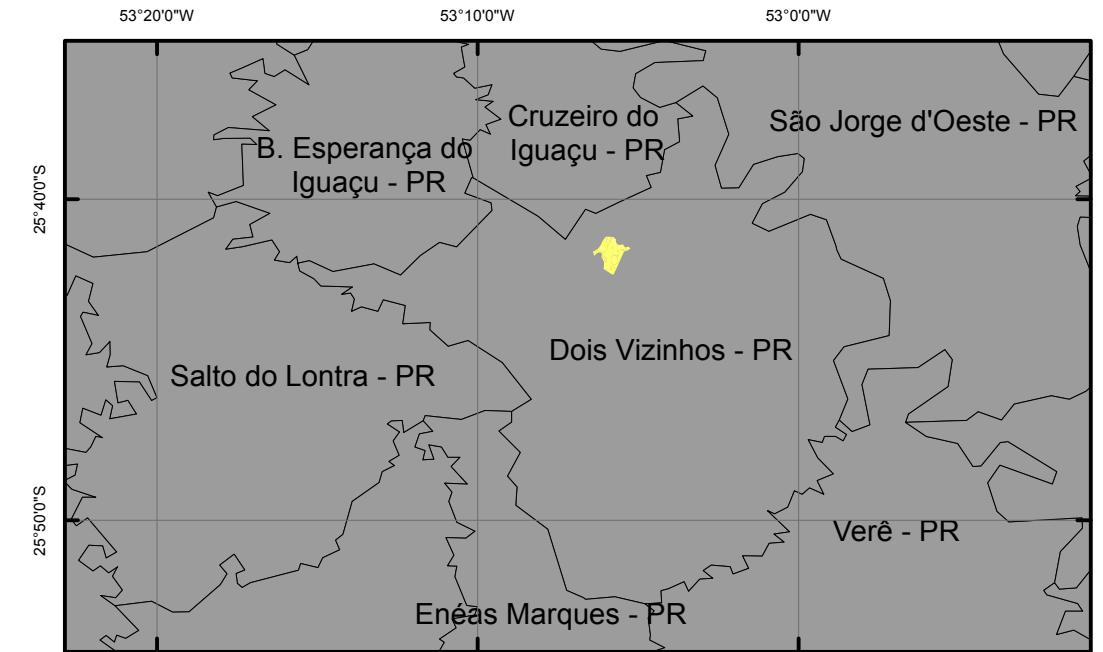 53°20'0"W
53°10'0"W
53°0'0"W
25°40'0"S
25°50'0"S
Cruzeiro do
Iguaçu - PR
São Jorge d'Oeste - PR
B. Esperança do
Iguaçu - PR
Dois Vizinhos - PR
Salto do Lontra - PR
Verê - PR
Enéas Marques - PR